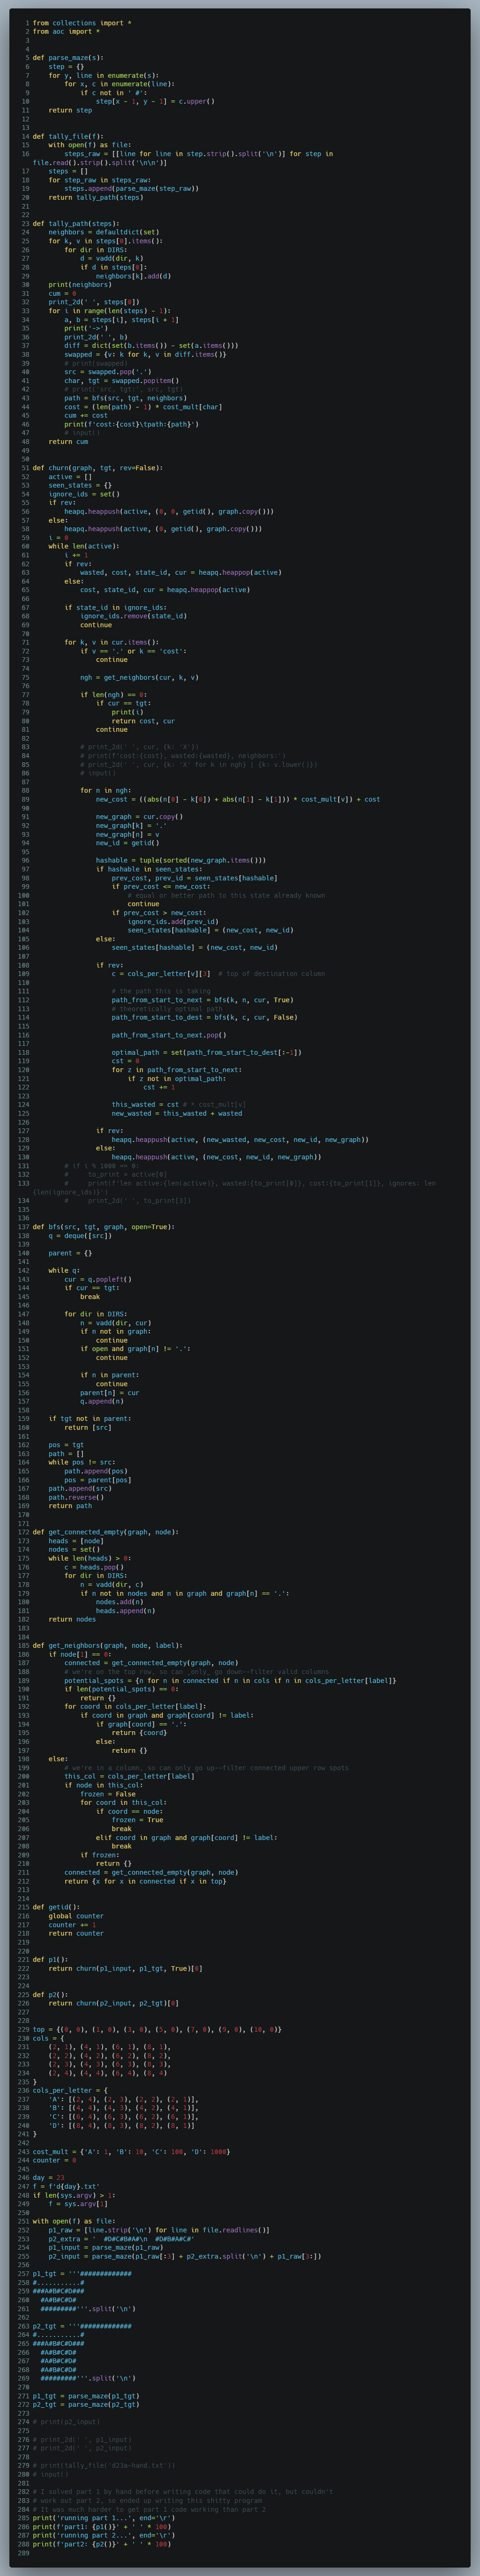 1 from collections import *
2 from aoc import *
3
4
5 def parse_maze(s):
6     step = {}
7     for y, line in enumerate(s):
8         for x, c in enumerate(line):
9             if c not in ' #':
10                 step[x - 1, y - 1] = c.upper()
11     return step
12
13
14 def tally_file(f):
15     with open(f) as file:
16         steps_raw = [[line for line in step.strip().split('\n')] for step in
file.read().strip().split('\n\n')]
17     steps = []
18     for step_raw in steps_raw:
19         steps.append(parse_maze(step_raw))
20     return tally_path(steps)
21
22
23 def tally_path(steps):
24     neighbors = defaultdict(set)
25     for k, v in steps[0].items():
26         for dir in DIRS:
27             d = vadd(dir, k)
28             if d in steps[0]:
29                 neighbors[k].add(d)
30     print(neighbors)
31     cum = 0
32     print_2d(' ', steps[0])
33     for i in range(len(steps) - 1):
34         a, b = steps[i], steps[i + 1]
35         print('->')
36         print_2d(' ', b)
37         diff = dict(set(b.items()) - set(a.items()))
38         swapped = {v: k for k, v in diff.items()}
39         # print(swapped)
40         src = swapped.pop('.')
41         char, tgt = swapped.popitem()
42         # print('src, tgt:', src, tgt)
43         path = bfs(src, tgt, neighbors)
44         cost = (len(path) - 1) * cost_mult[char]
45         cum += cost
46         print(f'cost:{cost}\tpath:{path}')
47         # input()
48     return cum
49
50
51 def churn(graph, tgt, rev=False):
52     active = []
53     seen_states = {}
54     ignore_ids = set()
55     if rev:
56         heapq.heappush(active, (0, 0, getid(), graph.copy()))
57     else:
58         heapq.heappush(active, (0, getid(), graph.copy()))
59     i = 0
60     while len(active):
61         i += 1
62         if rev:
63             wasted, cost, state_id, cur = heapq.heappop(active)
64         else:
65             cost, state_id, cur = heapq.heappop(active)
66
67         if state_id in ignore_ids:
68             ignore_ids.remove(state_id)
69             continue
70
71         for k, v in cur.items():
72             if v == '.' or k == 'cost':
73                 continue
74
75             ngh = get_neighbors(cur, k, v)
76
77             if len(ngh) == 0:
78                 if cur == tgt:
79                     print(i)
80                     return cost, cur
81                 continue
82
83             # print_2d(' ', cur, {k: 'X'})
84             # print(f'cost:{cost}, wasted:{wasted}, neighbors:')
85             # print_2d(' ', cur, {k: 'X' for k in ngh} | {k: v.lower()})
86             # input()
87
88             for n in ngh:
89                 new_cost = ((abs(n[0] - k[0]) + abs(n[1] - k[1])) * cost_mult[v]) + cost
90
91                 new_graph = cur.copy()
92                 new_graph[k] = '.'
93                 new_graph[n] = v
94                 new_id = getid()
95
96                 hashable = tuple(sorted(new_graph.items()))
97                 if hashable in seen_states:
98                     prev_cost, prev_id = seen_states[hashable]
99                     if prev_cost <= new_cost:
100                         # equal or better path to this state already known
101                         continue
102                     if prev_cost > new_cost:
103                         ignore_ids.add(prev_id)
104                         seen_states[hashable] = (new_cost, new_id)
105                 else:
106                     seen_states[hashable] = (new_cost, new_id)
107
108                 if rev:
109                     c = cols_per_letter[v][3]  # top of destination column
110
111                     # the path this is taking
112                     path_from_start_to_next = bfs(k, n, cur, True)
113                     # theoretically optimal path
114                     path_from_start_to_dest = bfs(k, c, cur, False)
115
116                     path_from_start_to_next.pop()
117
118                     optimal_path = set(path_from_start_to_dest[:-1])
119                     cst = 0
120                     for z in path_from_start_to_next:
121                         if z not in optimal_path:
122                             cst += 1
123
124                     this_wasted = cst # * cost_mult[v]
125                     new_wasted = this_wasted + wasted
126
127                 if rev:
128                     heapq.heappush(active, (new_wasted, new_cost, new_id, new_graph))
129                 else:
130                     heapq.heappush(active, (new_cost, new_id, new_graph))
131         # if i % 1000 == 0:
132         #     to_print = active[0]
133         #     print(f'len active:{len(active)}, wasted:{to_print[0]}, cost:{to_print[1]}, ignores: len
{len(ignore_ids)}')
134         #     print_2d(' ', to_print[3])
135
136
137 def bfs(src, tgt, graph, open=True):
138     q = deque([src])
139
140     parent = {}
141
142     while q:
143         cur = q.popleft()
144         if cur == tgt:
145             break
146
147         for dir in DIRS:
148             n = vadd(dir, cur)
149             if n not in graph:
150                 continue
151             if open and graph[n] != '.':
152                 continue
153
154             if n in parent:
155                 continue
156             parent[n] = cur
157             q.append(n)
158
159     if tgt not in parent:
160         return [src]
161
162     pos = tgt
163     path = []
164     while pos != src:
165         path.append(pos)
166         pos = parent[pos]
167     path.append(src)
168     path.reverse()
169     return path
170
171
172 def get_connected_empty(graph, node):
173     heads = [node]
174     nodes = set()
175     while len(heads) > 0:
176         c = heads.pop()
177         for dir in DIRS:
178             n = vadd(dir, c)
179             if n not in nodes and n in graph and graph[n] == '.':
180                 nodes.add(n)
181                 heads.append(n)
182     return nodes
183
184
185 def get_neighbors(graph, node, label):
186     if node[1] == 0:
187         connected = get_connected_empty(graph, node)
188         # we're on the top row, so can _only_ go down--filter valid columns
189         potential_spots = {n for n in connected if n in cols if n in cols_per_letter[label]}
190         if len(potential_spots) == 0:
191             return {}
192         for coord in cols_per_letter[label]:
193             if coord in graph and graph[coord] != label:
194                 if graph[coord] == '.':
195                     return {coord}
196                 else:
197                     return {}
198     else:
199         # we're in a column, so can only go up--filter connected upper row spots
200         this_col = cols_per_letter[label]
201         if node in this_col:
202             frozen = False
203             for coord in this_col:
204                 if coord == node:
205                     frozen = True
206                     break
207                 elif coord in graph and graph[coord] != label:
208                     break
209             if frozen:
210                 return {}
211         connected = get_connected_empty(graph, node)
212         return {x for x in connected if x in top}
213
214
215 def getid():
216     global counter
217     counter += 1
218     return counter
219
220
221 def p1():
222     return churn(p1_input, p1_tgt, True)[0]
223
224
225 def p2():
226     return churn(p2_input, p2_tgt)[0]
227
228
229 top = {(0, 0), (1, 0), (3, 0), (5, 0), (7, 0), (9, 0), (10, 0)}
230 cols = {
231     (2, 1), (4, 1), (6, 1), (8, 1),
232     (2, 2), (4, 2), (6, 2), (8, 2),
233     (2, 3), (4, 3), (6, 3), (8, 3),
234     (2, 4), (4, 4), (6, 4), (8, 4)
235 }
236 cols_per_letter = {
237     'A': [(2, 4), (2, 3), (2, 2), (2, 1)],
238     'B': [(4, 4), (4, 3), (4, 2), (4, 1)],
239     'C': [(6, 4), (6, 3), (6, 2), (6, 1)],
240     'D': [(8, 4), (8, 3), (8, 2), (8, 1)]
241 }
242
243 cost_mult = {'A': 1, 'B': 10, 'C': 100, 'D': 1000}
244 counter = 0
245
246 day = 23
247 f = f'd{day}.txt'
248 if len(sys.argv) > 1:
249     f = sys.argv[1]
250
251 with open(f) as file:
252     p1_raw = [line.strip('\n') for line in file.readlines()]
253     p2_extra = '  #D#C#B#A#\n  #D#B#A#C#'
254     p1_input = parse_maze(p1_raw)
255     p2_input = parse_maze(p1_raw[:3] + p2_extra.split('\n') + p1_raw[3:])
256
257 p1_tgt = '''#############
258 #...........#
259 ###A#B#C#D###
260   #A#B#C#D#
261   #########'''.split('\n')
262
263 p2_tgt = '''#############
264 #...........#
265 ###A#B#C#D###
266   #A#B#C#D#
267   #A#B#C#D#
268   #A#B#C#D#
269   #########'''.split('\n')
270
271 p1_tgt = parse_maze(p1_tgt)
272 p2_tgt = parse_maze(p2_tgt)
273
274 # print(p2_input)
275
276 # print_2d(' ', p1_input)
277 # print_2d(' ', p2_input)
278
279 # print(tally_file('d23a-hand.txt'))
280 # input()
281
282 # I solved part 1 by hand before writing code that could do it, but couldn't
283 # work out part 2, so ended up writing this shitty program
284 # It was much harder to get part 1 code working than part 2
285 print('running part 1...', end='\r')
286 print(f'part1: {p1()}' + ' ' * 100)
287 print('running part 2...', end='\r')
288 print(f'part2: {p2()}' + ' ' * 100)
289